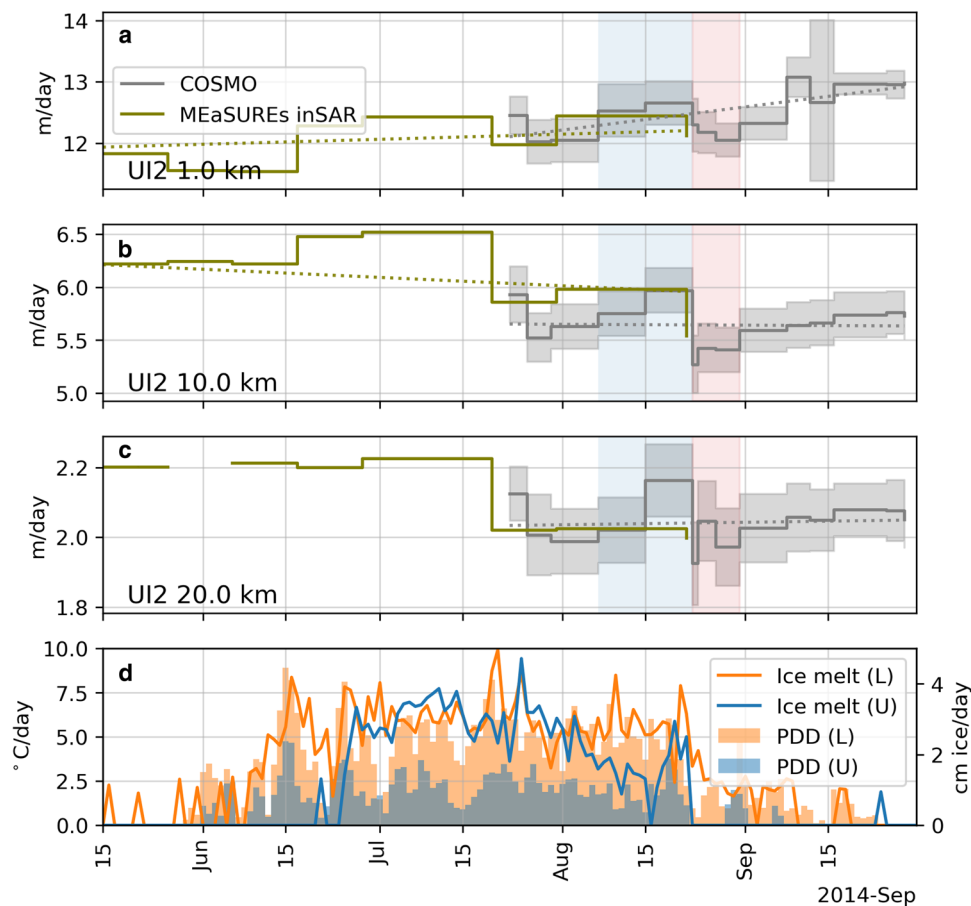 a
14
13
12
m/day
COSMO
MEaSUREs inSAR
UI2 1.0 km
b
6.5
6.0
5.5
5.0
m/day
UI2 10.0 km
c
2.2
2.0
1.8
m/day
UI2 20.0 km
d
10.0
7.5
5.0
2.5
0.0
°C/day
Ice melt (L)
Ice melt (U)
PDD (L)
PDD (U)
4
2
0
cm ice/day
15
Jun
15
Jul
15
Aug
15
Sep
15
2014-Sep